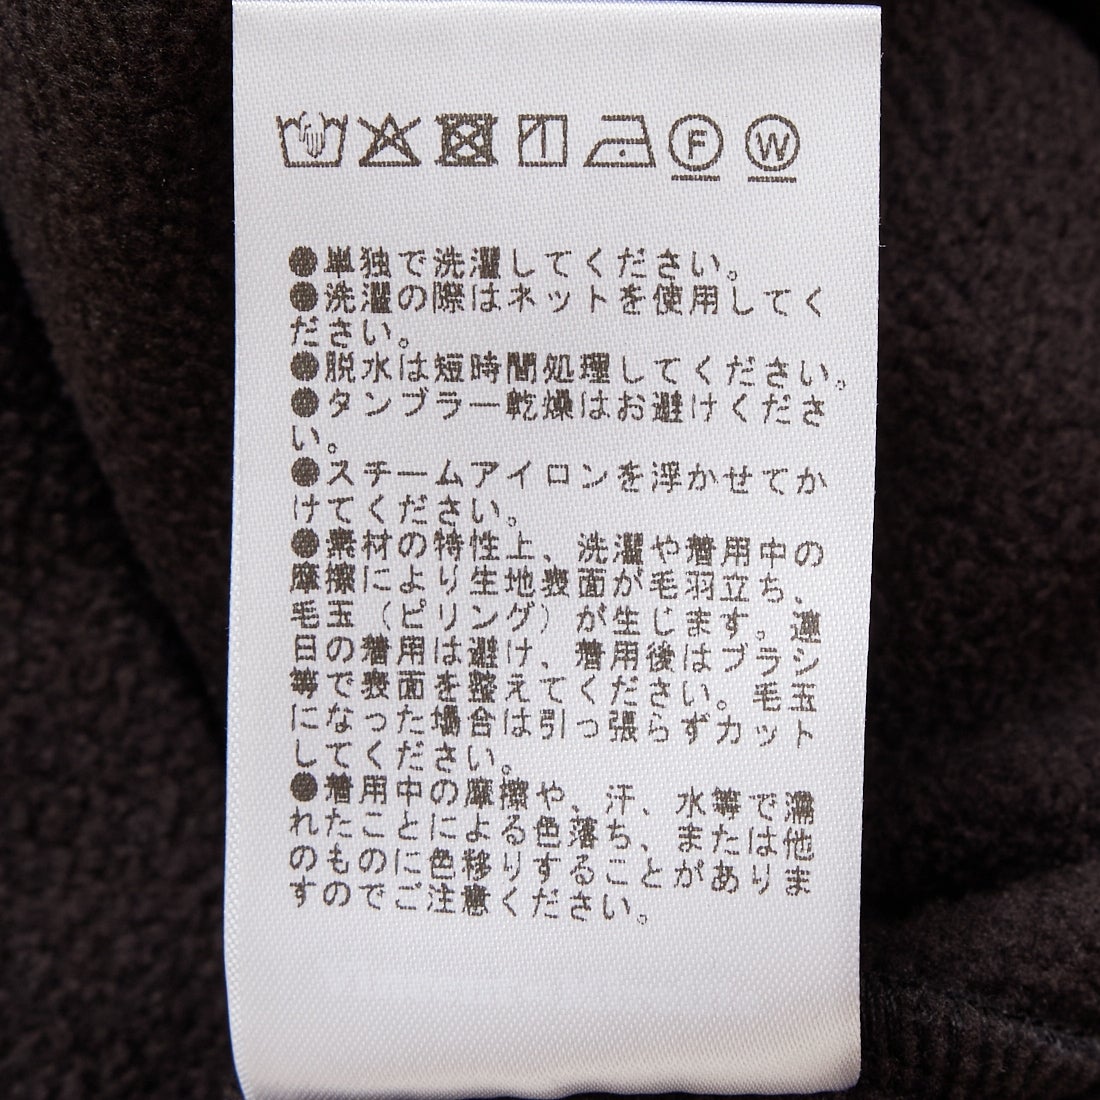 F W
●単独で洗濯してください。
●洗濯の際はネットを使用してく
ださい。
●脱水は短時間処理してください。
●タンブラー乾燥はお避けくださ
い。
●スチームアイロンを浮かせてか
けてください。
●素材の特性上、洗濯や着用中の
摩擦により生地表面が毛羽立ち、
毛玉(ピリング)が生じます。連
日の着用は避け、着用後はブラシ
等で表面を整えてください。毛玉
になった場合は引っ張らずカット
してください。
●着用中の摩擦や、汗、水等で濡
れたことによる色落ち、または他
のものに色移りすることがありま
すのでご注意ください。